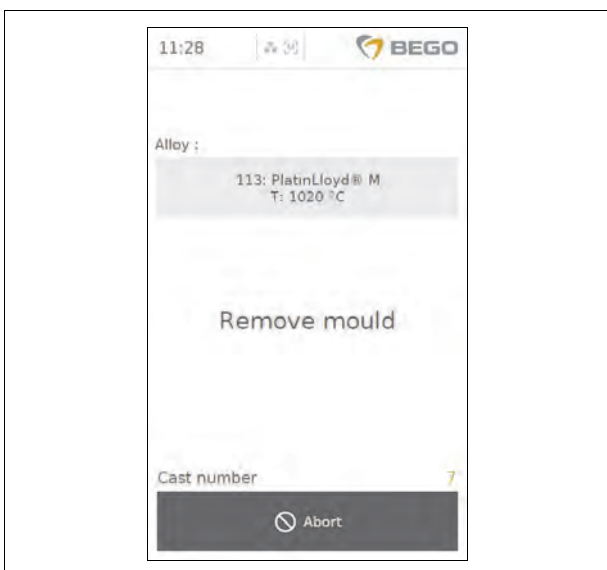 11:28
BEGO
Alloy :
113: PlatinLloyd® M
T: 1020 °C
Remove mould
Cast number 7
Abort